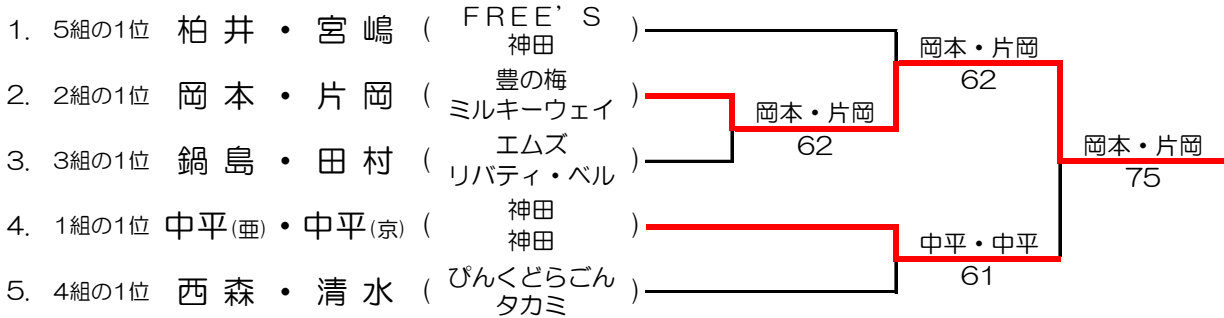 1. 5組の1位 柏井・宮嶋 ( FREE'S 神田 )
2. 2組の1位 岡本・片岡 ( 豊の梅 ミルキーウェイ )
3. 3組の1位 鍋島・田村 ( エムズ リバティ・ベル )
4. 1組の1位 中平(亜)・中平(京) ( 神田 神田 )
5. 4組の1位 西森・清水 ( ぴんくどらごん タカミ )
岡本・片岡
62
岡本・片岡
62
中平・中平
61
岡本・片岡
75